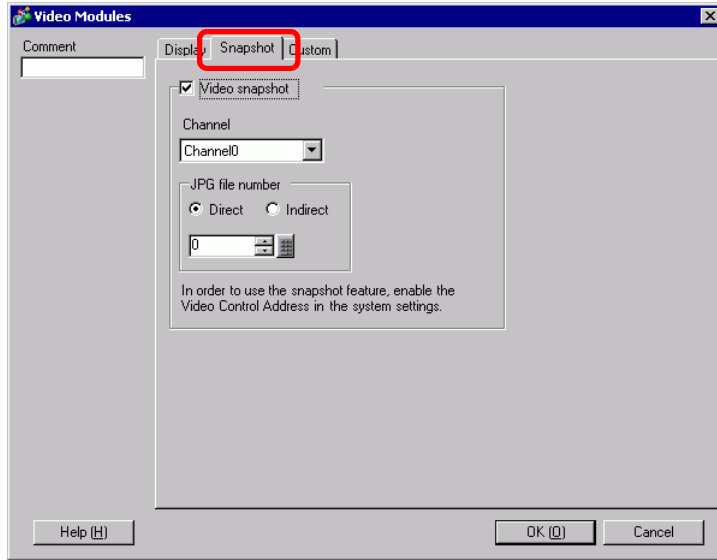 Video Modules
Comment
Display
Snapshot
Custom
Video snapshot
Channel
Channel0
JPG file number
Direct
Indirect
0
In order to use the snapshot feature, enable the
Video Control Address in the system settings.
Help (H)
OK (O)
Cancel